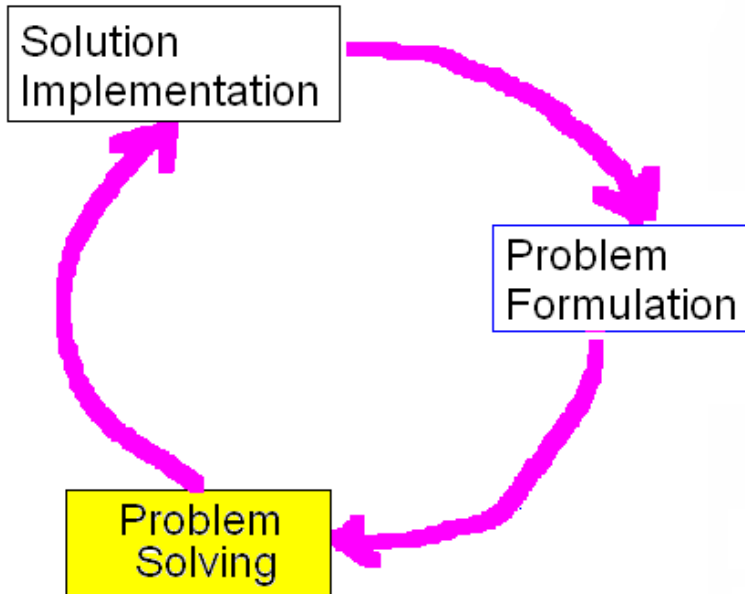 Solution
Implementation
Problem
Formulation
Problem
Solving